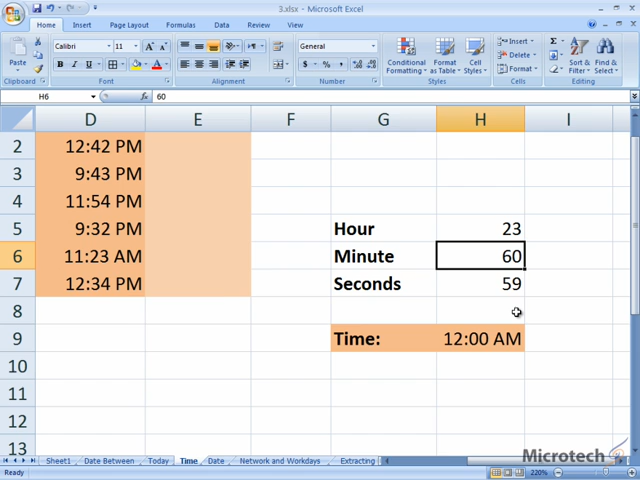 3.xlsx - Microsoft Excel
Home Insert Page Layout Formulas Data Review View
Paste
Calibri 11 General
B I U
$ % ,
Conditional Formatting Format as Table Cell Styles
Insert
Delete
Format
Sort & Filter Find & Select
Clipboard Font Alignment Number Styles Cells Editing
H6 60
D E F G H I
2 12:42 PM
3 9:43 PM
4 11:54 PM
5 9:32 PM Hour 23
6 11:23 AM Minute 60
7 12:34 PM Seconds 59
8
9 Time: 12:00 AM
10
11
12
13
Microtech
Sheet1 Date Between Today Time Date Network and Workdays Extracting
Ready 220%